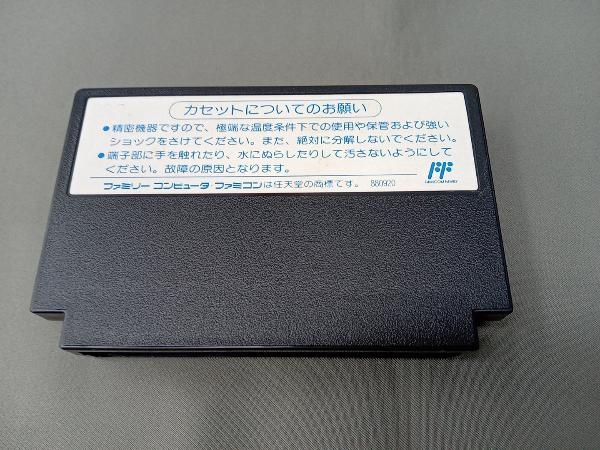 カセットについてのお願い
●精密機器ですので、極端な温度条件下での使用や保管および強い
ショックをさけてください。また、絶対に分解しないでください。
●端子部に手を触れたり、水にぬらしたりして汚さないようにして
ください。故障の原因となります。
ファミリーコンピュータ・ファミコンは任天堂の商標です。 880920